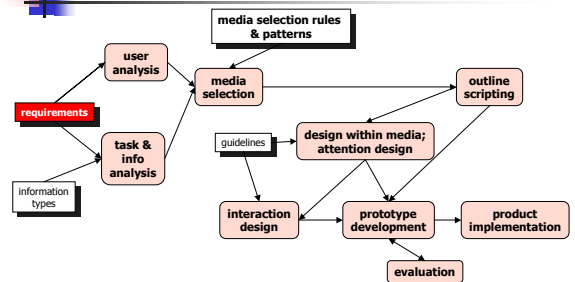 media selection rules
& patterns
user
analysis
media
selection
outline
scripting
requirements
task &
info
analysis
guidelines
design within media;
attention design
information
types
interaction
design
prototype
development
product
implementation
evaluation